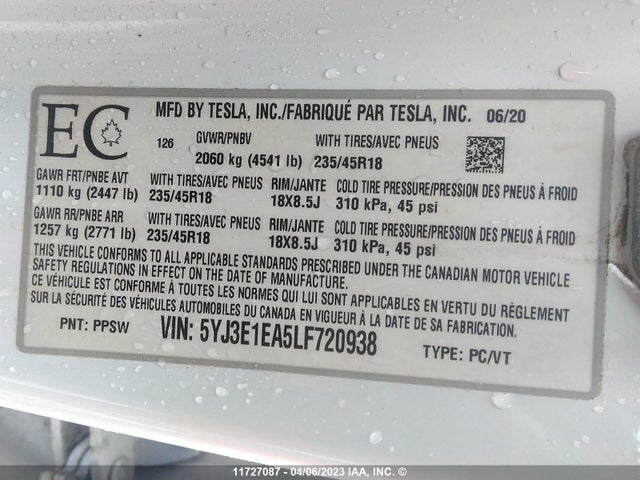 EC
MFD BY TESLA, INC./FABRIQUÉ PAR TESLA, INC. 06/20
126 GVWR/PNBV WITH TIRES/AVEC PNEUS
2060 kg (4541 lb) 235/45R18
GAWR FRT/PNBE AVT WITH TIRES/AVEC PNEUS RIM/JANTE COLD TIRE PRESSURE/PRESSION DES PNEUS À FROID
1110 kg (2447 lb) 235/45R18 18X8.5J 310 kPa, 45 psi
GAWR RR/PNBE ARR WITH TIRES/AVEC PNEUS RIM/JANTE COLD TIRE PRESSURE/PRESSION DES PNEUS À FROID
1257 kg (2771 lb) 235/45R18 18X8.5J 310 kPa, 45 psi
THIS VEHICLE CONFORMS TO ALL APPLICABLE STANDARDS PRESCRIBED UNDER THE CANADIAN MOTOR VEHICLE
SAFETY REGULATIONS IN EFFECT ON THE DATE OF MANUFACTURE.
CE VÉHICULE EST CONFORME À TOUTES LES NORMES QUI LUI SONT APPLICABLES EN VERTU DU RÈGLEMENT
SUR LA SÉCURITÉ DES VÉHICULES AUTOMOBILES DU CANADA EN VIGUEUR À LA DATE DE SA FABRICATION.
PNT: PPSW VIN: 5YJ3E1EA5LF720938 TYPE: PC/VT
11727087 - 04/06/2023 IAA, INC. ©